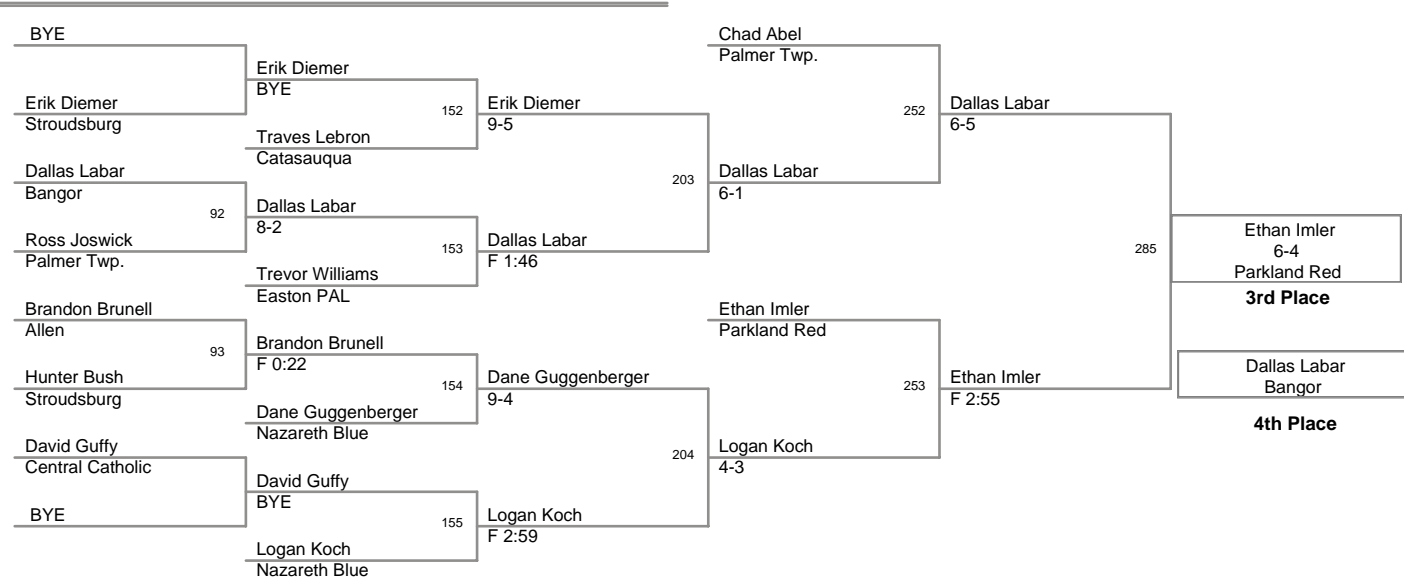 BYE
Erik Diemer
Stroudsburg
Dallas Labar
Bangor
92
Ross Joswick
Palmer Twp.
Brandon Brunell
Allen
93
Hunter Bush
Stroudsburg
David Guffy
Central Catholic
BYE
Erik Diemer
BYE
152
Traves Lebron
Catasauqua
Dallas Labar
8-2
153
Trevor Williams
Easton PAL
Brandon Brunell
F 0:22
154
Dane Guggenberger
Nazareth Blue
David Guffy
BYE
155
Logan Koch
Nazareth Blue
Erik Diemer
9-5
203
Dallas Labar
F 1:46
Dane Guggenberger
9-4
204
Logan Koch
F 2:59
Chad Abel
Palmer Twp.
252
Dallas Labar
6-1
Ethan Imler
Parkland Red
253
Logan Koch
4-3
Dallas Labar
6-5
285
Ethan Imler
F 2:55
Ethan Imler
6-4
Parkland Red
3rd Place
Dallas Labar
Bangor
4th Place